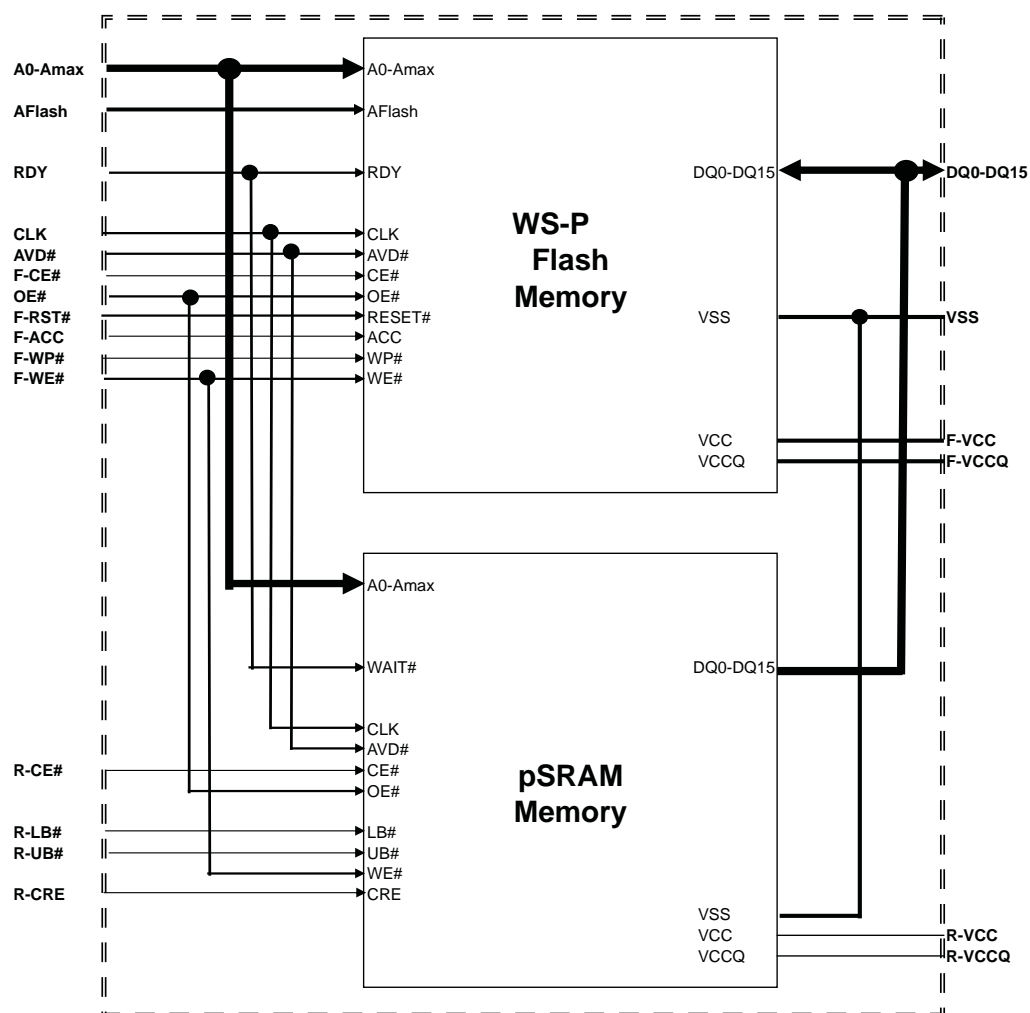 A0-Amax
AFlash
RDY
CLK
AVD#
F-CE#
OE#
F-RST#
F-ACC
F-WP#
F-WE#
A0-Amax
AFlash
RDY
CLK
AVD#
CE#
OE#
RESET#
ACC
WP#
WE#
WS-P
Flash
Memory
DQ0-DQ15
VSS
VCC
VCCQ
DQ0-DQ15
VSS
F-VCC
F-VCCQ
R-CE#
R-LB#
R-UB#
R-CRE
A0-Amax
WAIT#
CLK
AVD#
CE#
OE#
LB#
UB#
WE#
CRE
pSRAM
Memory
DQ0-DQ15
VSS
VCC
VCCQ
R-VCC
R-VCCQ